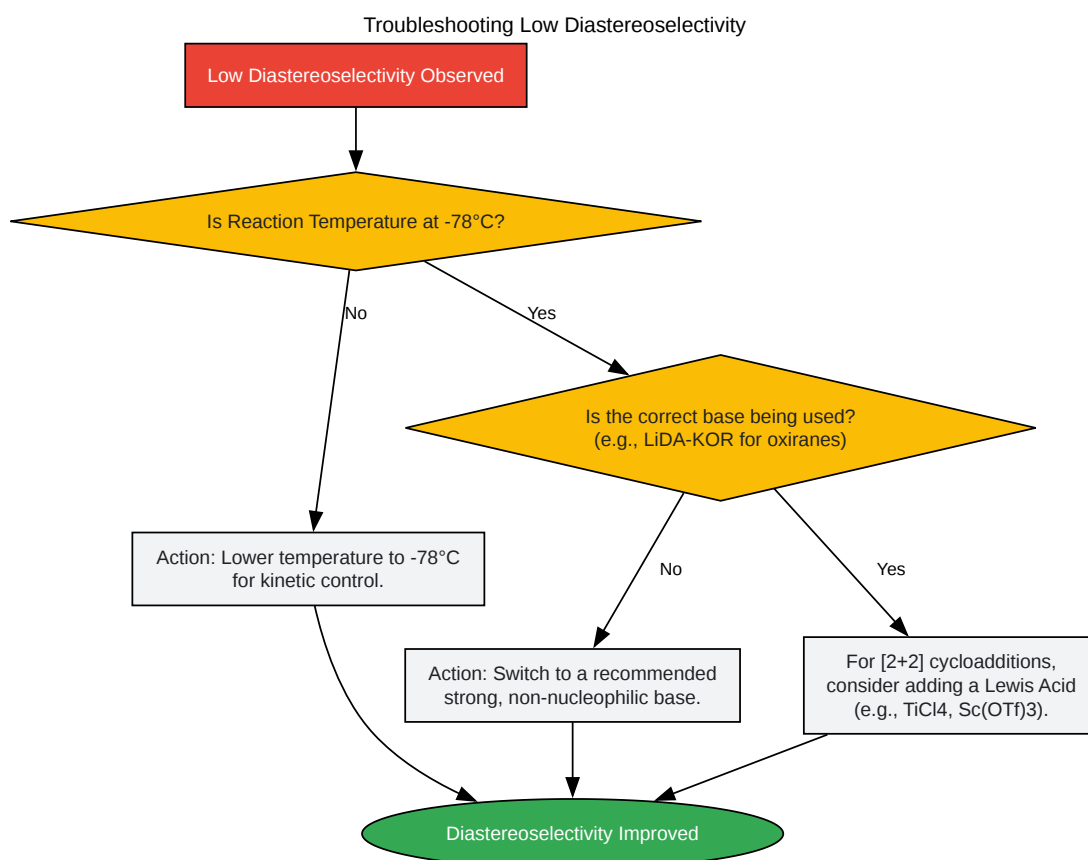 Troubleshooting Low Diastereoselectivity
Low Diastereoselectivity Observed
Is Reaction Temperature at -78°C?
No
Yes
Is the correct base being used?
(e.g., LiDA-KOR for oxiranes)
Action: Lower temperature to -78°C
for kinetic control.
No
Yes
Action: Switch to a recommended
strong, non-nucleophilic base.
For [2+2] cycloadditions,
consider adding a Lewis Acid
(e.g., TiCl4, Sc(OTf)3).
Diastereoselectivity Improved